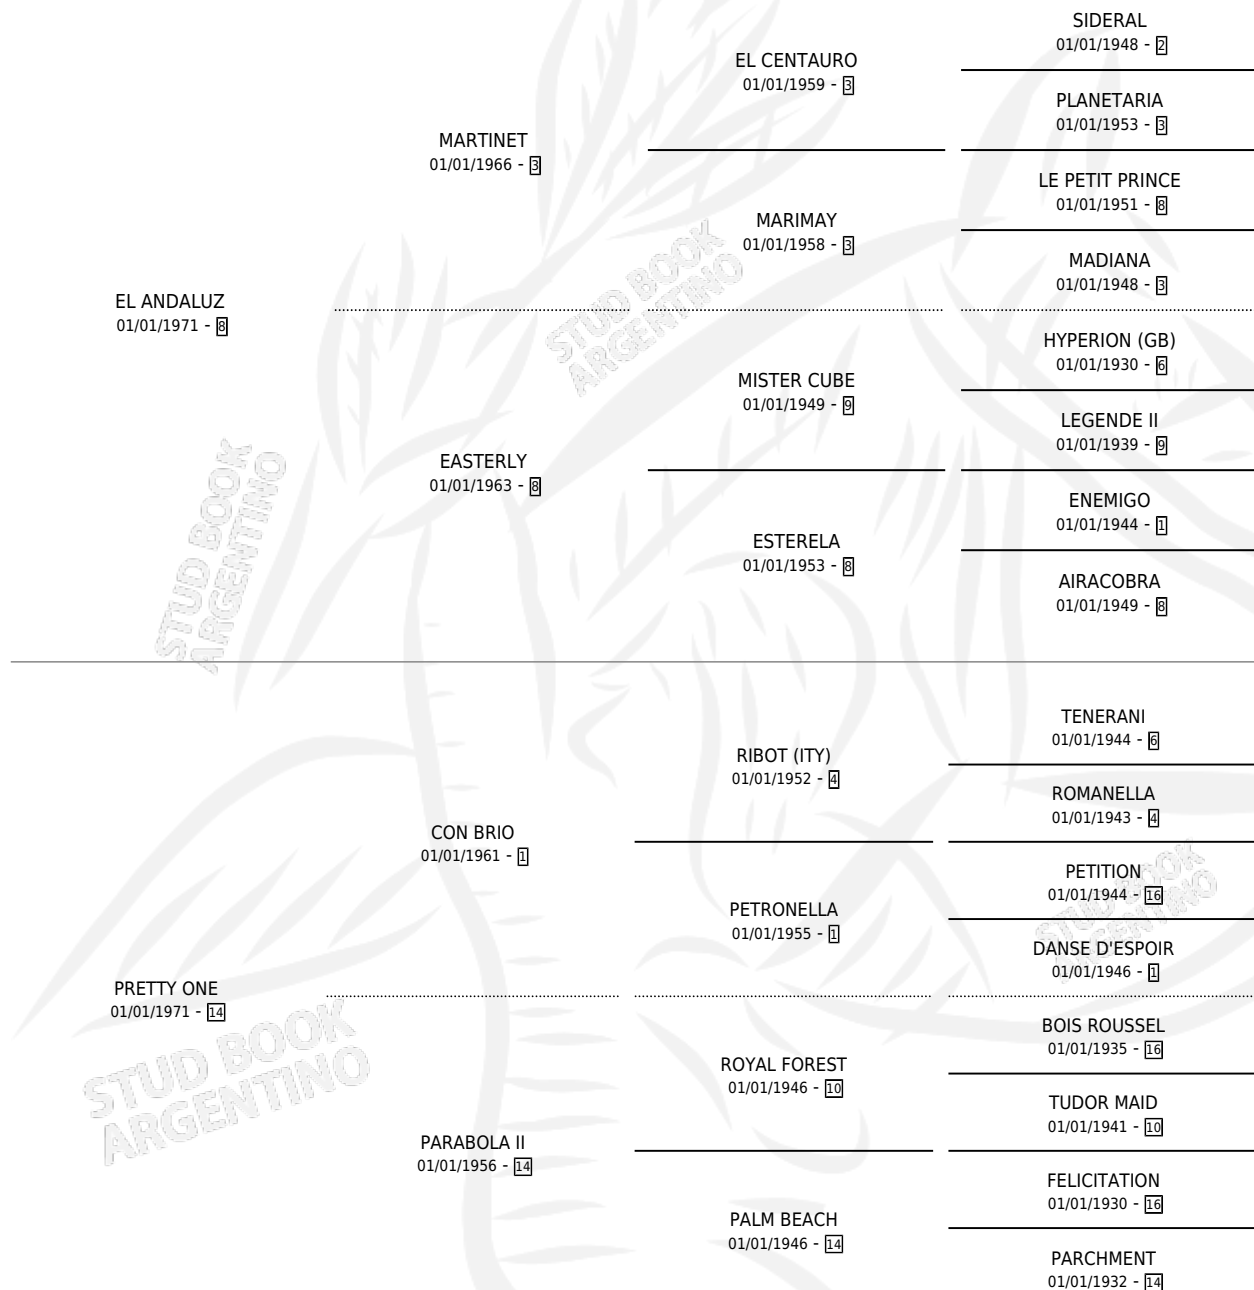 SIDERAL
01/01/1948 - 2
EL CENTAURO
01/01/1959 - 3
PLANETARIA
01/01/1953 - 3
MARTINET
01/01/1966 - 3
LE PETIT PRINCE
01/01/1951 - 8
MARIMAY
01/01/1958 - 3
MADIANA
01/01/1948 - 3
EL ANDALUZ
01/01/1971 - 8
HYPERION (GB)
01/01/1930 - 6
MISTER CUBE
01/01/1949 - 9
LEGENDE II
01/01/1939 - 9
EASTERLY
01/01/1963 - 8
ENEMIGO
01/01/1944 - 1
ESTERELA
01/01/1953 - 8
AIRACOBRA
01/01/1949 - 8
TENERANI
01/01/1944 - 6
RIBOT (ITY)
01/01/1952 - 4
ROMANELLA
01/01/1943 - 4
CON BRIO
01/01/1961 - 1
PETITION
01/01/1944 - 16
PETRONELLA
01/01/1955 - 1
DANSE D'ESPOIR
01/01/1946 - 1
PRETTY ONE
01/01/1971 - 14
BOIS ROUSSEL
01/01/1935 - 16
ROYAL FOREST
01/01/1946 - 10
TUDOR MAID
01/01/1941 - 10
PARABOLA II
01/01/1956 - 14
FELICITATION
01/01/1930 - 16
PALM BEACH
01/01/1946 - 14
PARCHMENT
01/01/1932 - 14
STUD BOOK
ARGENTINO
STUD BOOK
ARGENTINO
STUD BOOK
ARGENTINO
STUD BOOK
ARGENTINO